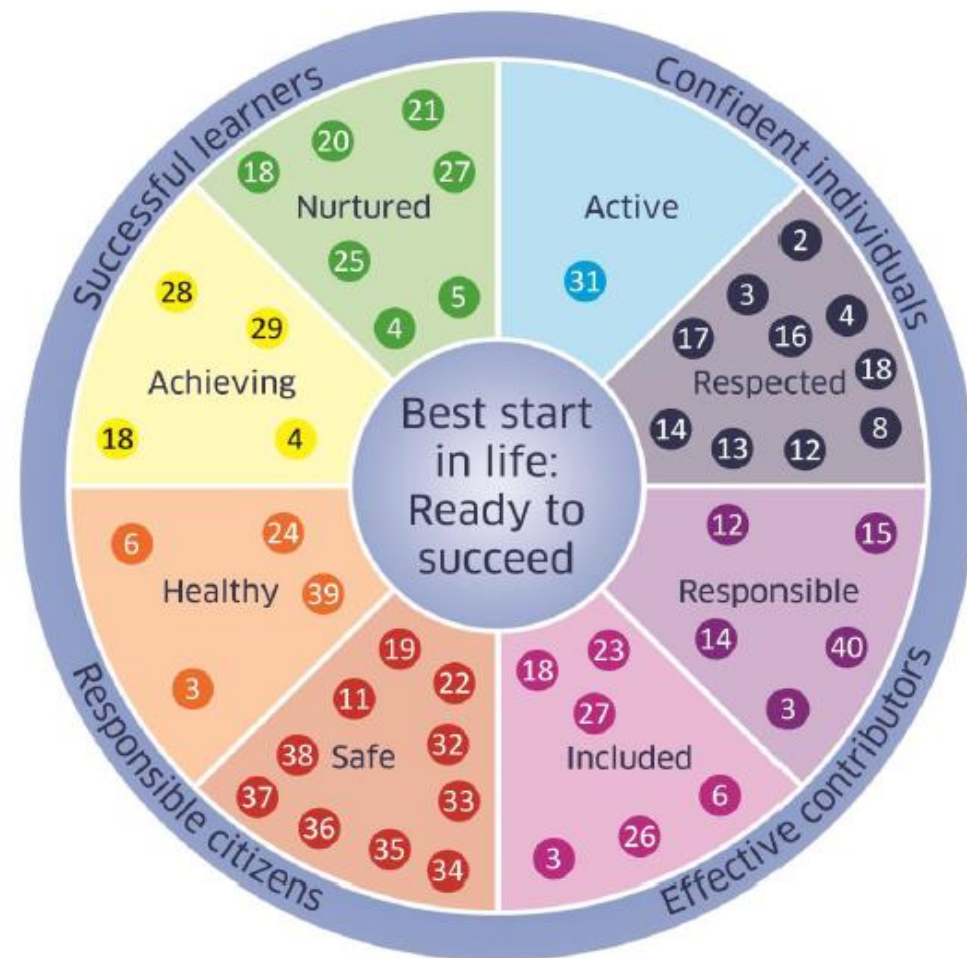 Successful learners
Confident individuals
Effective contributors
Responsible citizens
Best start
in life:
Ready to
succeed
Nurtured
18
20
21
27
25
5
4
Active
31
Respected
2
3
4
17
16
18
14
13
12
8
Responsible
12
15
14
40
3
Included
18
23
27
6
26
3
Safe
19
22
11
32
38
33
37
36
35
34
Healthy
6
24
39
3
Achieving
28
29
18
4